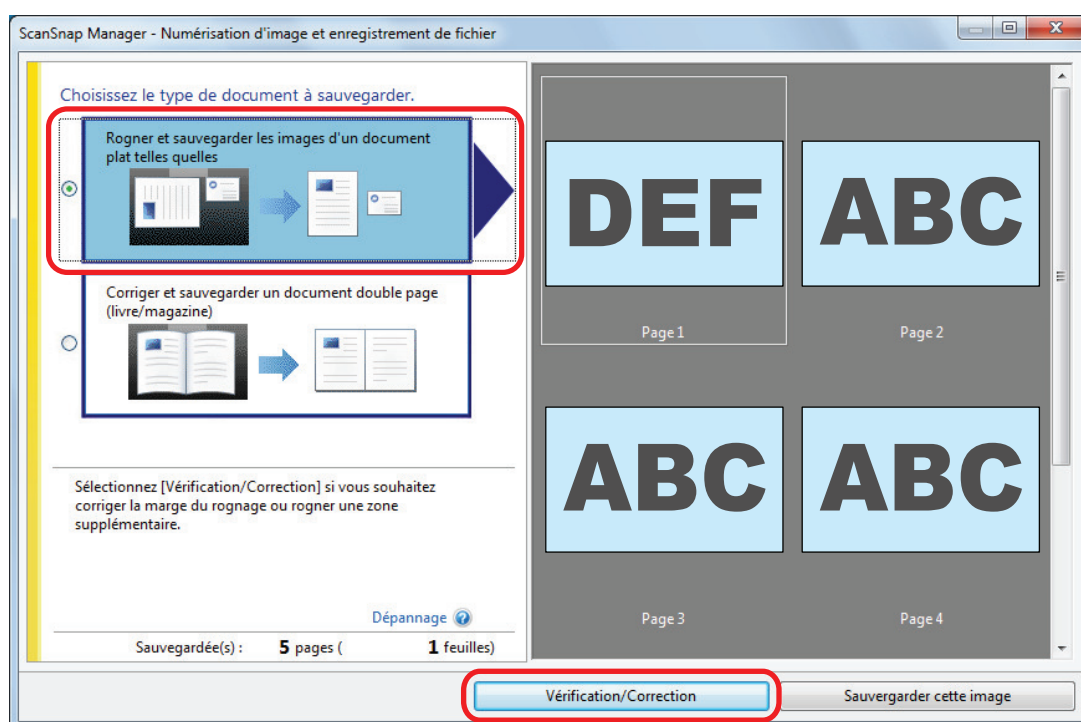 ScanSnap Manager - Numérisation d'image et enregistrement de fichier
Choisissez le type de document à sauvegarder.
Rogner et sauvegarder les images d'un document
plat telles quelles
Corriger et sauvegarder un document double page
(livre/magazine)
Sélectionnez [Vérification/Correction] si vous souhaitez
corriger la marge du rognage ou rogner une zone
supplémentaire.
Dépannage
Sauvegardée(s) : 5 pages ( 1 feuilles)
DEF ABC
Page 1 Page 2
ABC ABC
Page 3 Page 4
Vérification/Correction Sauvergarder cette image